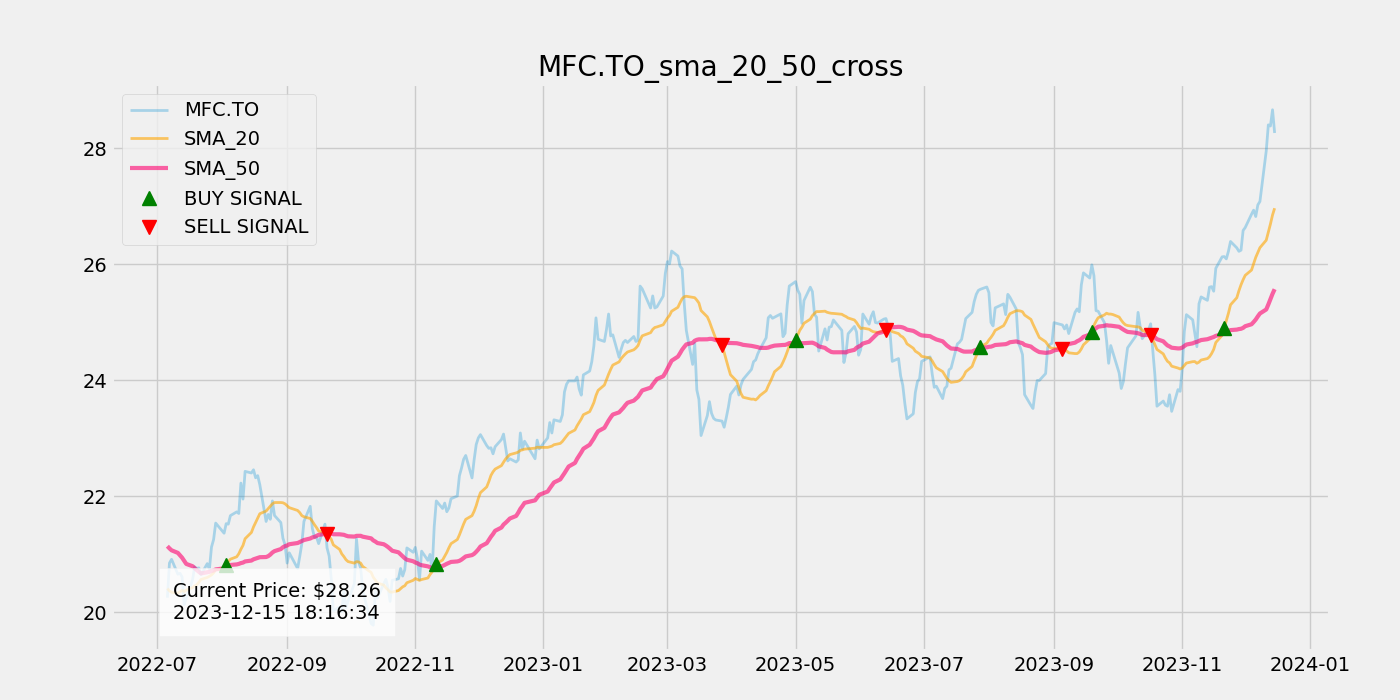 MFC.TO_sma_20_50_cross
MFC.TO
SMA_20
SMA_50
BUY SIGNAL
SELL SIGNAL
28
26
24
22
20
Current Price: $28.26
2023-12-15 18:16:34
2022-07 2022-09 2022-11 2023-01 2023-03 2023-05 2023-07 2023-09 2023-11 2024-01